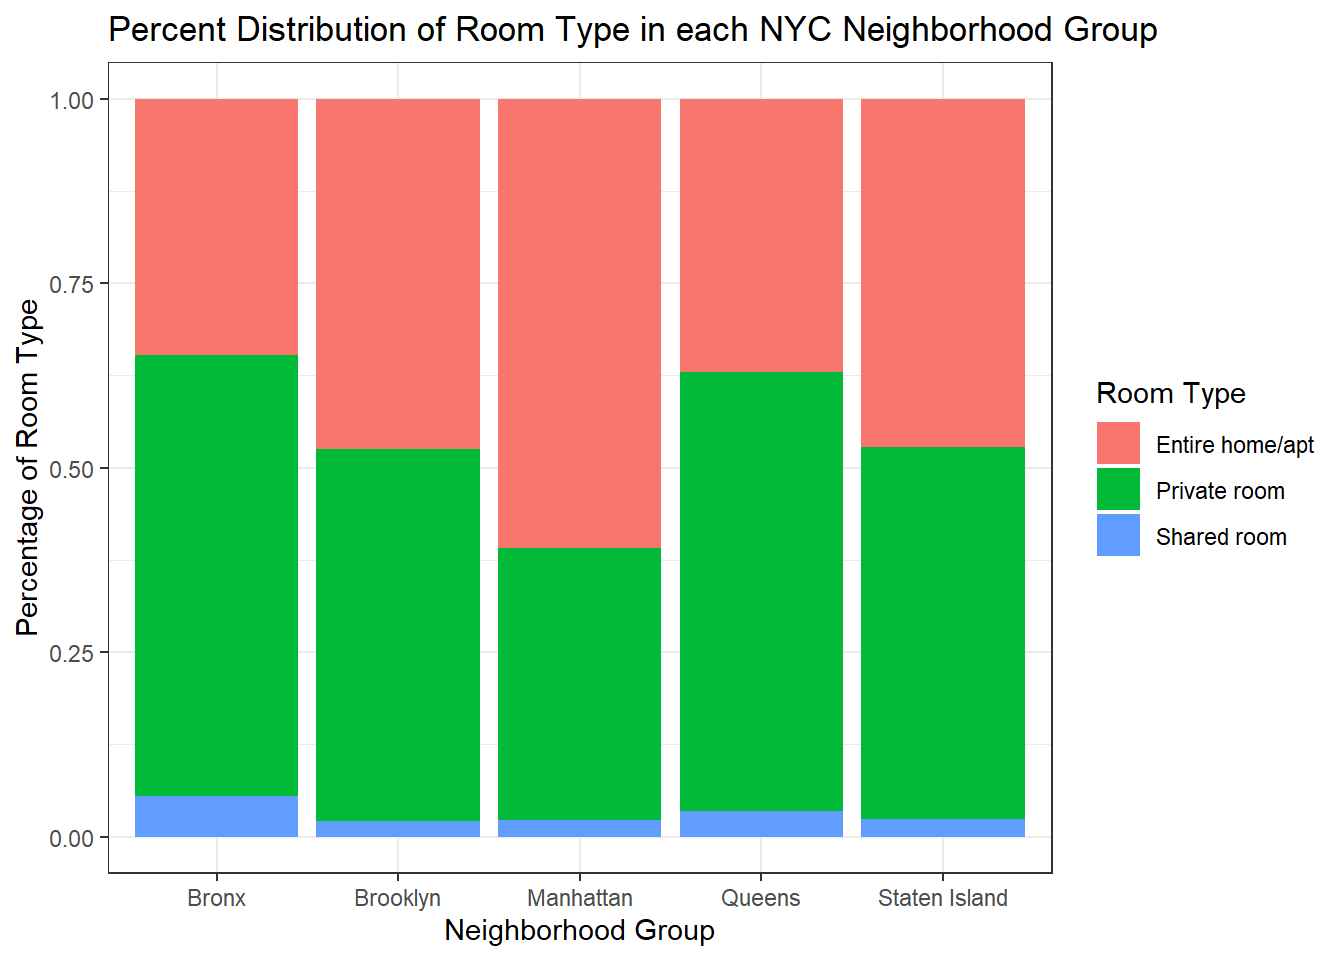 Percent Distribution of Room Type in each NYC Neighborhood Group
Percentage of Room Type
1.00
0.75
0.50
0.25
0.00
Bronx
Brooklyn
Manhattan
Queens
Staten Island
Neighborhood Group
Room Type
Entire home/apt
Private room
Shared room